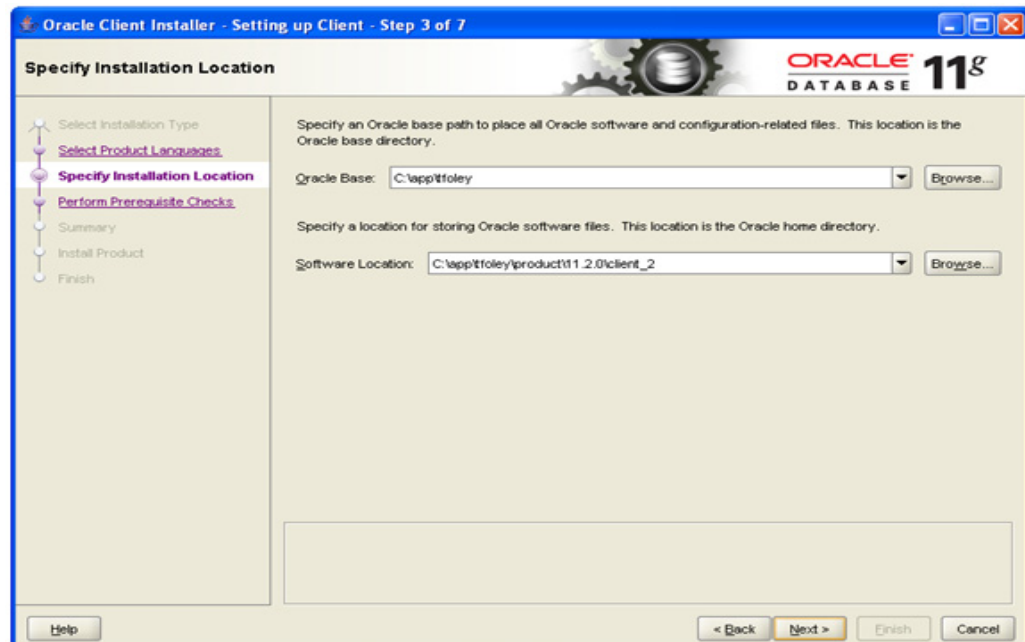 Oracle Client Installer - Setting up Client - Step 3 of 7
Specify Installation Location
ORACLE
DATABASE
11g
Select Installation Type
Select Product Languages
Specify Installation Location
Perform Prerequisite Checks
Summary
Install Product
Finish
Specify an Oracle base path to place all Oracle software and configuration-related files. This location is the
Oracle base directory.
Oracle Base: C:\app\tfoley Browse...
Specify a location for storing Oracle software files. This location is the Oracle home directory.
Software Location: C:\app\tfoley\product\11.2.0\client_2 Browse...
Help < Back Next > Finish Cancel